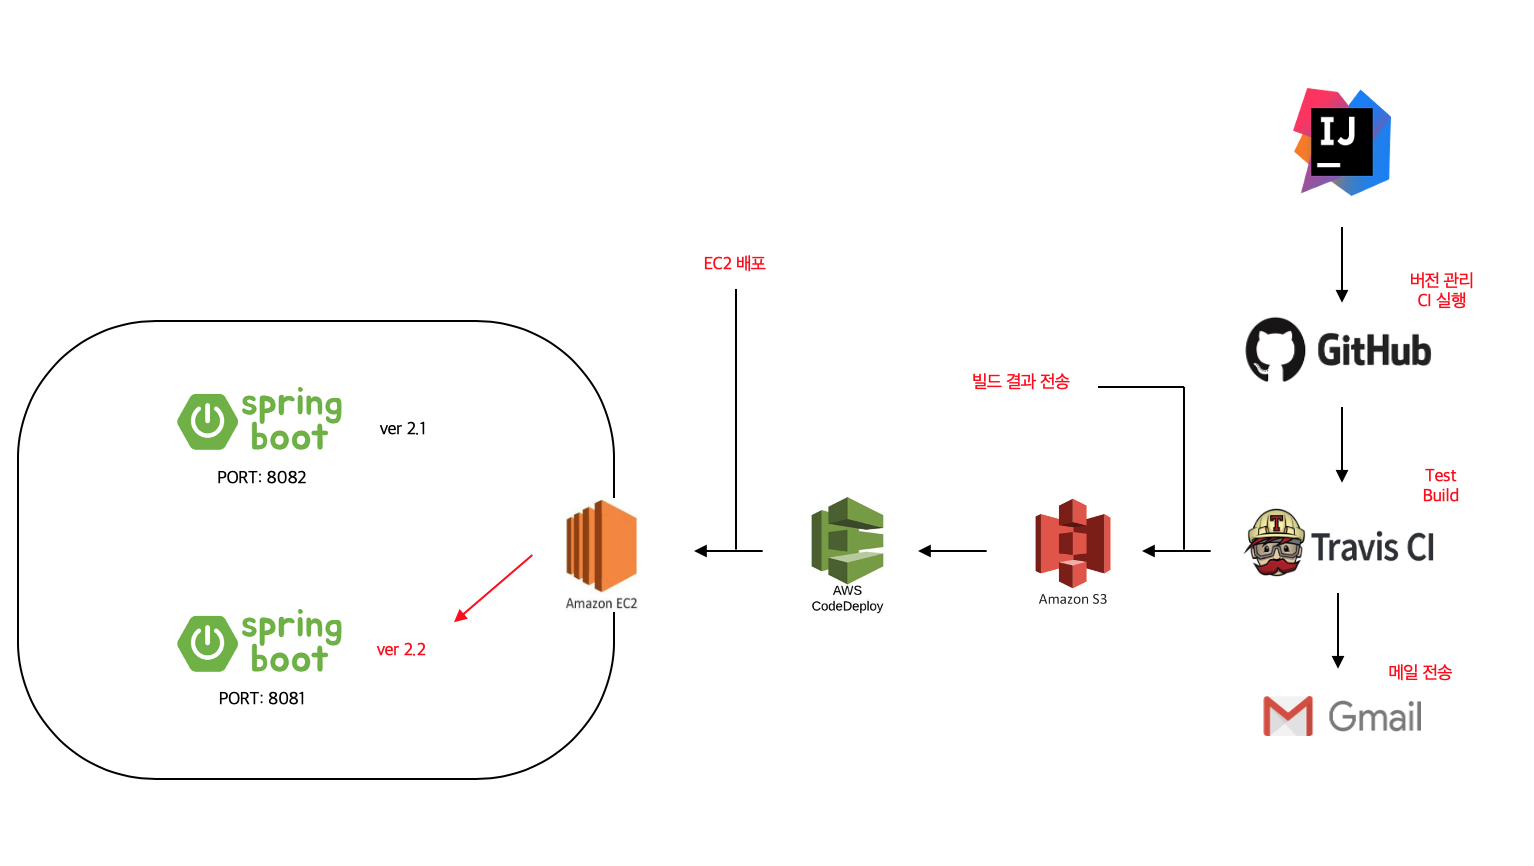 IJ
EC2 배포
버전 관리
CI 실행
GitHub
빌드 결과 전송
spring
boot
ver 2.1
PORT: 8082
Test
Build
T
Travis CI
AWS
CodeDeploy
Amazon EC2
Amazon S3
spring
boot
ver 2.2
PORT: 8081
메일 전송
Gmail